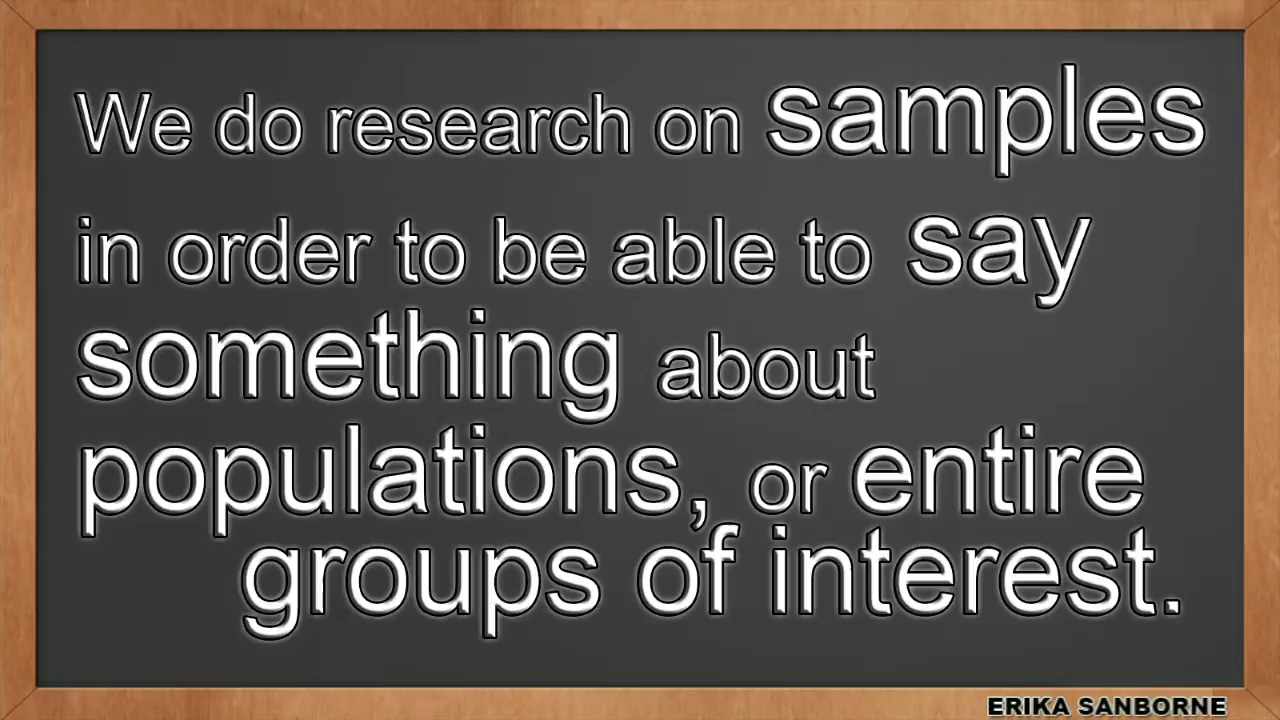 We do research on samples
in order to be able to say
something about
populations, or entire
groups of interest.
ERIKA SANBORNE